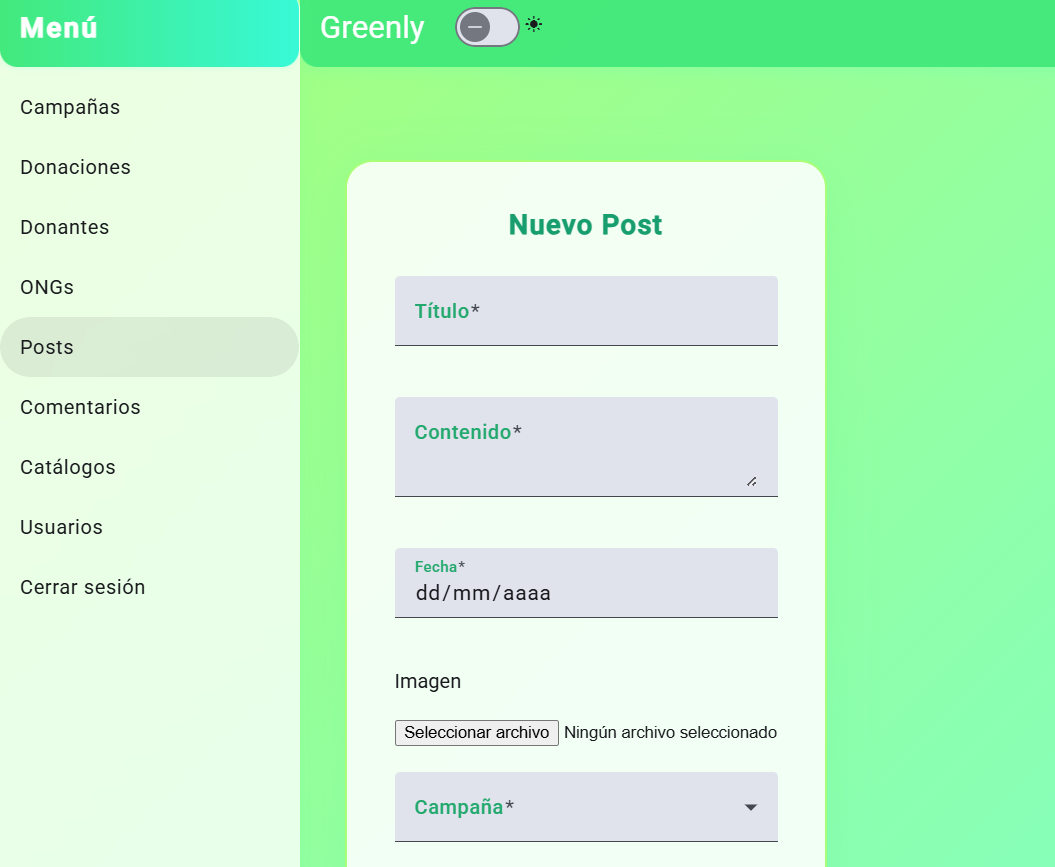 Menú
Greenly
Campañas
Donaciones
Donantes
ONGs
Posts
Comentarios
Catálogos
Usuarios
Cerrar sesión
Nuevo Post
Título*
Contenido*
Fecha*
dd/mm/aaaa
Imagen
Seleccionar archivo Ningún archivo seleccionado
Campaña*